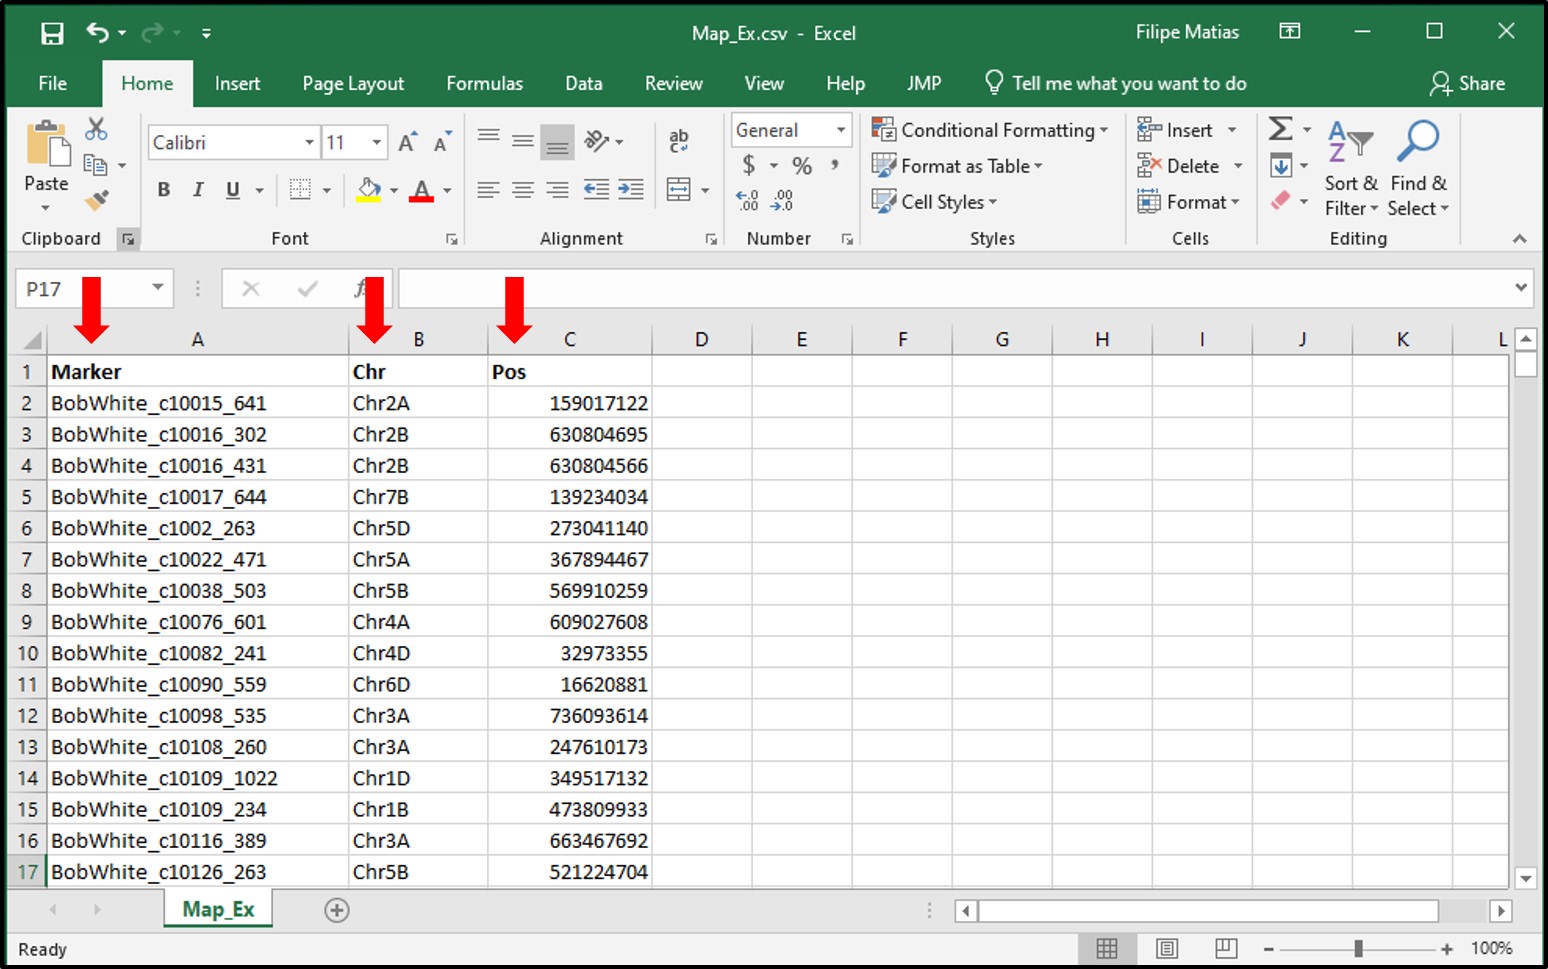 Map_Ex.csv - Excel
Filipe Matias
File Home Insert Page Layout Formulas Data Review View Help JMP Tell me what you want to do Share
Paste
Clipboard
Calibri 11
A A
B I U A
Font
ab
c
Alignment
General
$ % ,
.0 .00
.00 .0
Number
Conditional Formatting
Format as Table
Cell Styles
Styles
Insert
Delete
Format
Cells
Σ
A
Z
Sort & Filter
Find & Select
Editing
P17
A B C D E F G H I J K L
1 Marker Chr Pos
2 BobWhite_c10015_641 Chr2A 159017122
3 BobWhite_c10016_302 Chr2B 630804695
4 BobWhite_c10016_431 Chr2B 630804566
5 BobWhite_c10017_644 Chr7B 139234034
6 BobWhite_c1002_263 Chr5D 273041140
7 BobWhite_c10022_471 Chr5A 367894467
8 BobWhite_c10038_503 Chr5B 569910259
9 BobWhite_c10076_601 Chr4A 609027608
10 BobWhite_c10082_241 Chr4D 32973355
11 BobWhite_c10090_559 Chr6D 16620881
12 BobWhite_c10098_535 Chr3A 736093614
13 BobWhite_c10108_260 Chr3A 247610173
14 BobWhite_c10109_1022 Chr1D 349517132
15 BobWhite_c10109_234 Chr1B 473809933
16 BobWhite_c10116_389 Chr3A 663467692
17 BobWhite_c10126_263 Chr5B 521224704
Map_Ex
Ready
100%